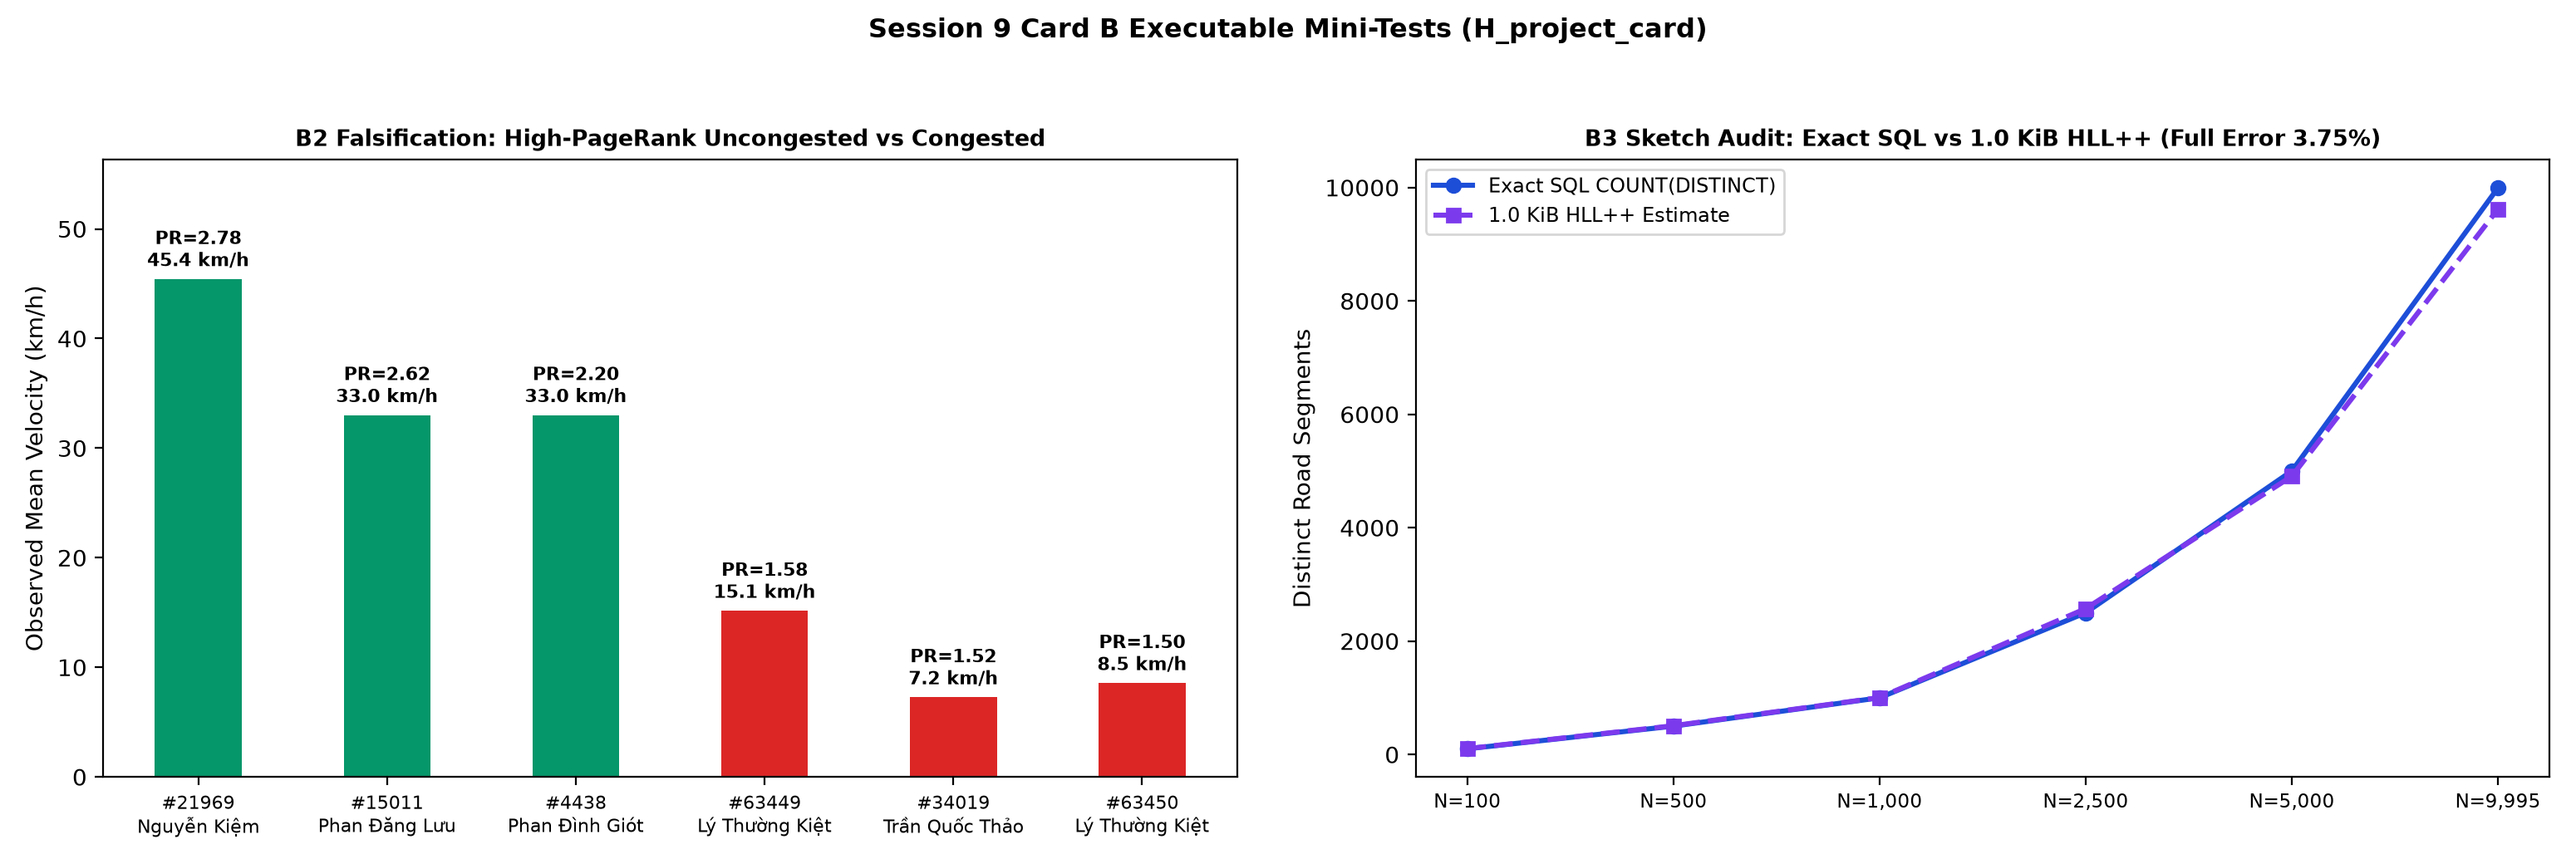 Session 9 Card B Executable Mini-Tests (H_project_card)
B2 Falsification: High-PageRank Uncongested vs Congested
Observed Mean Velocity (km/h)
50
40
30
20
10
0
PR=2.78
45.4 km/h
PR=2.62
33.0 km/h
PR=2.20
33.0 km/h
PR=1.58
15.1 km/h
PR=1.52
7.2 km/h
PR=1.50
8.5 km/h
#21969
Nguyễn Kiệm
#15011
Phan Đăng Lưu
#4438
Phan Đình Giót
#63449
Lý Thường Kiệt
#34019
Trần Quốc Thảo
#63450
Lý Thường Kiệt
B3 Sketch Audit: Exact SQL vs 1.0 KiB HLL++ (Full Error 3.75%)
Exact SQL COUNT(DISTINCT)
1.0 KiB HLL++ Estimate
Distinct Road Segments
10000
8000
6000
4000
2000
0
N=100
N=500
N=1,000
N=2,500
N=5,000
N=9,995